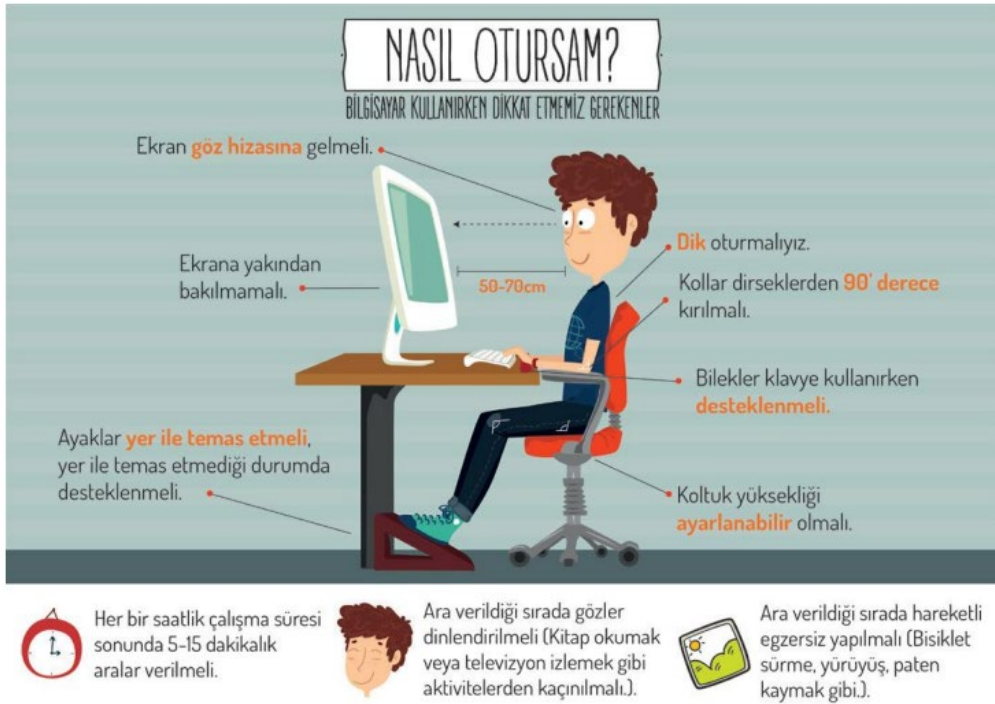 NASIL OTURSAM?
BİLGİSAYAR KULLANIRKEN DİKKAT ETMEMİZ GEREKENLER
Ekran göz hizasına gelmeli.
Ekrana yakından
bakılmamalı.
50-70cm
Dik oturmalıyız.
Kollar dirseklerden 90' derece
kırılmalı.
Bilekler klavye kullanırken
desteklenmeli.
Ayaklar yer ile temas etmeli,
yer ile temas etmediği durumda
desteklenmeli.
Koltuk yüksekliği
ayarlanabilir olmalı.
Her bir saatlik çalışma süresi
sonunda 5-15 dakikalık
aralar verilmeli.
Ara verildiği sırada gözler
dinlendirilmeli (Kitap okumak
veya televizyon izlemek gibi
aktivitelerden kaçınılmalı.).
Ara verildiği sırada hareketli
egzersiz yapılmalı (Bisiklet
sürme, yürüyüş, paten
kaymak gibi.).